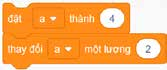 đặt a thành 4
thay đổi a một lượng 2